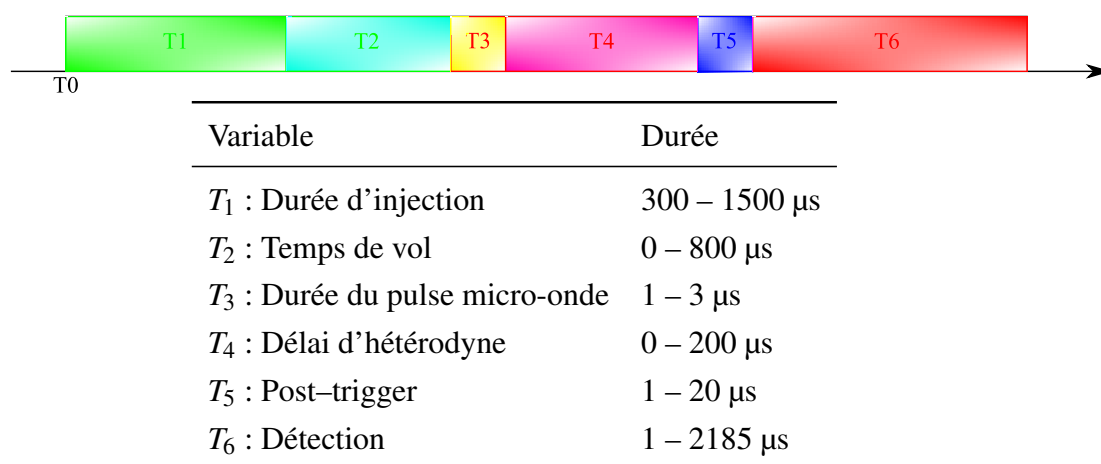 T1 T2 T3 T4 T5 T6
T0
Variable Durée
T1 : Durée d’injection 300 – 1500 µs
T2 : Temps de vol 0 – 800 µs
T3 : Durée du pulse micro-onde 1 – 3 µs
T4 : Délai d’hétérodyne 0 – 200 µs
T5 : Post–trigger 1 – 20 µs
T6 : Détection 1 – 2185 µs